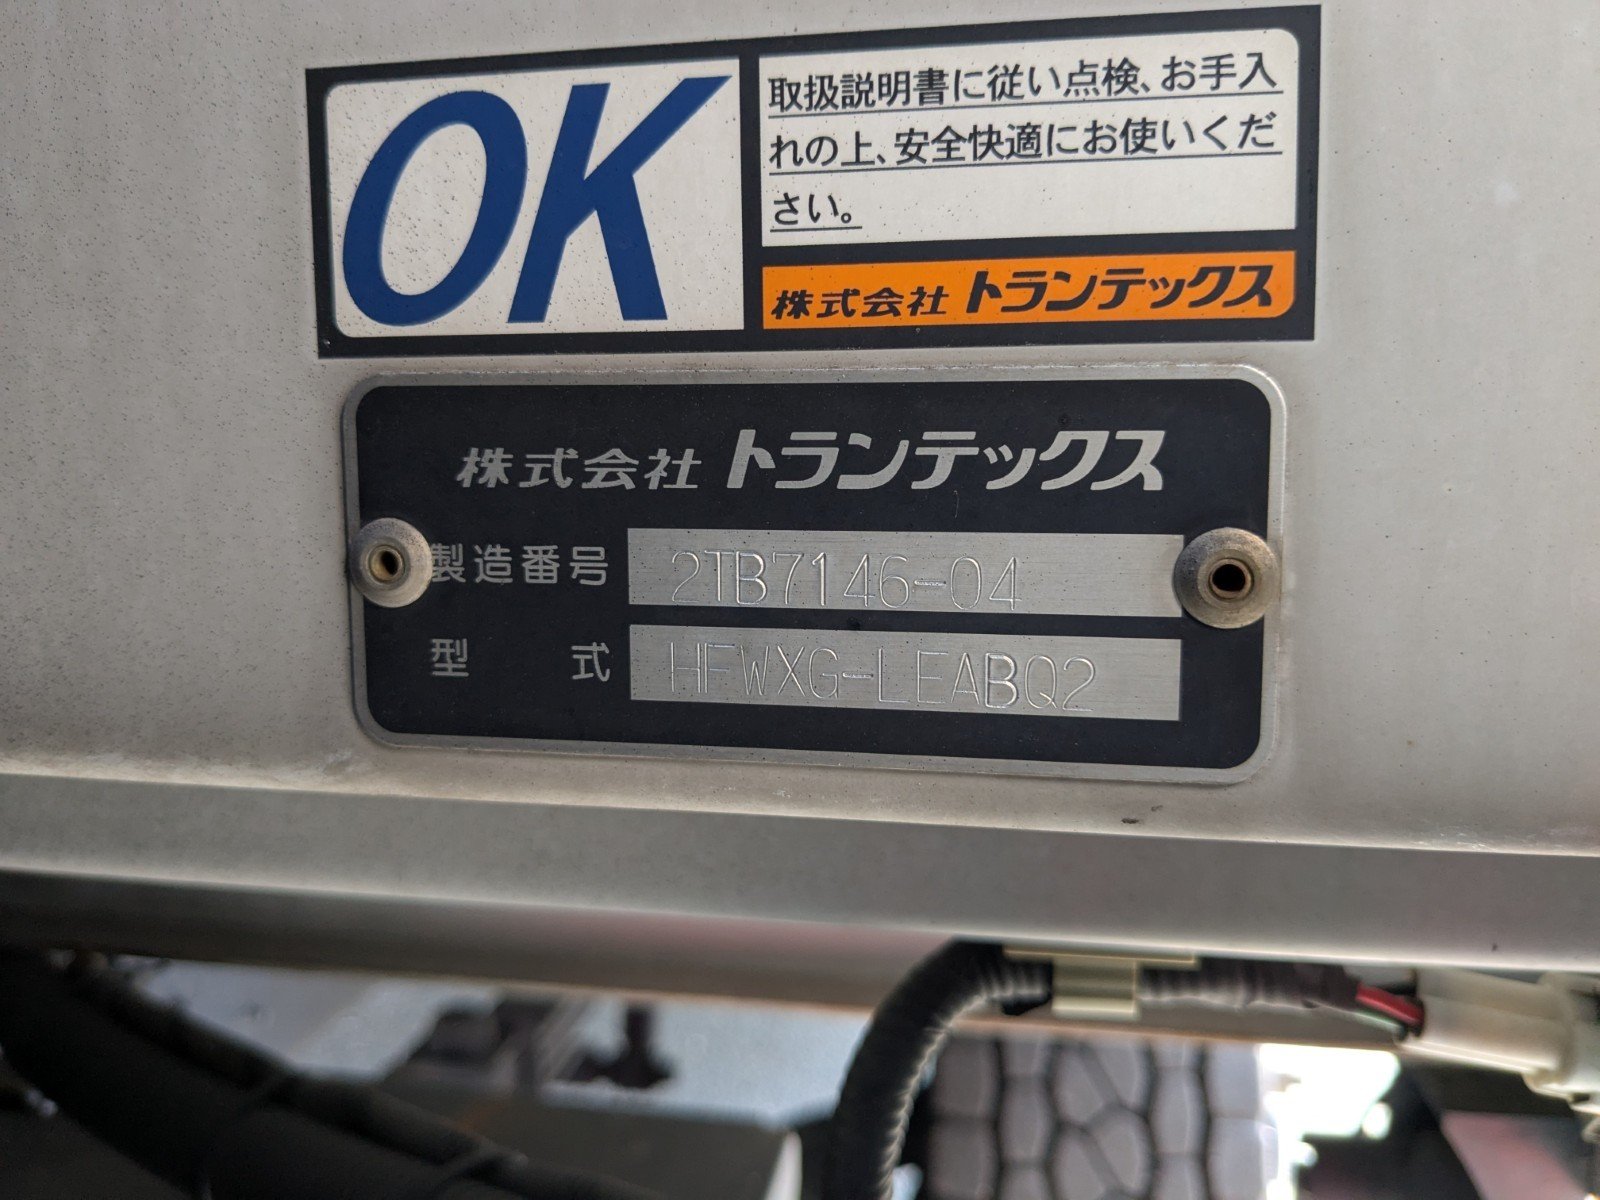 OK
取扱説明書に従い点検、お手入
れの上、安全快適にお使いくだ
さい。
株式会社 トランテックス
株式会社 トランテックス
製造番号 2TB7146-04
型式 HFWXG-LEABQ2